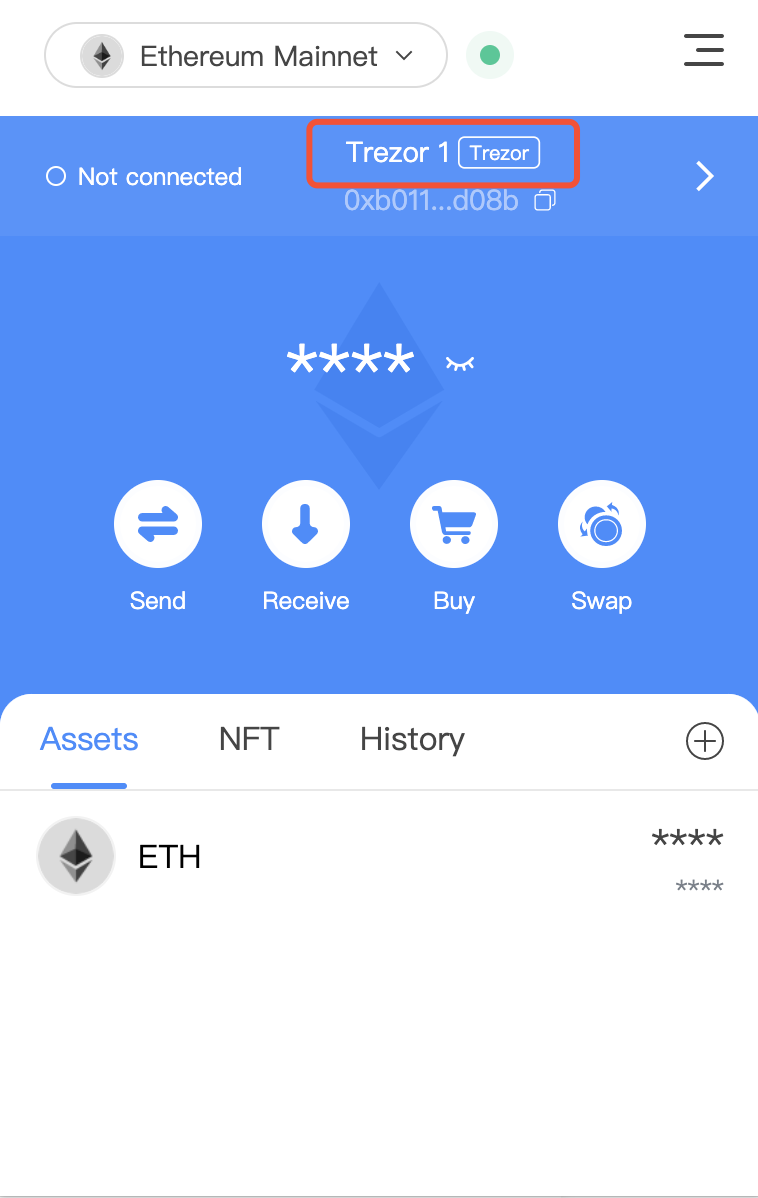 Ethereum Mainnet
Not connected
Trezor 1 Trezor
0xb011...d08b
****
Send Receive Buy Swap
Assets NFT History
ETH
****
****